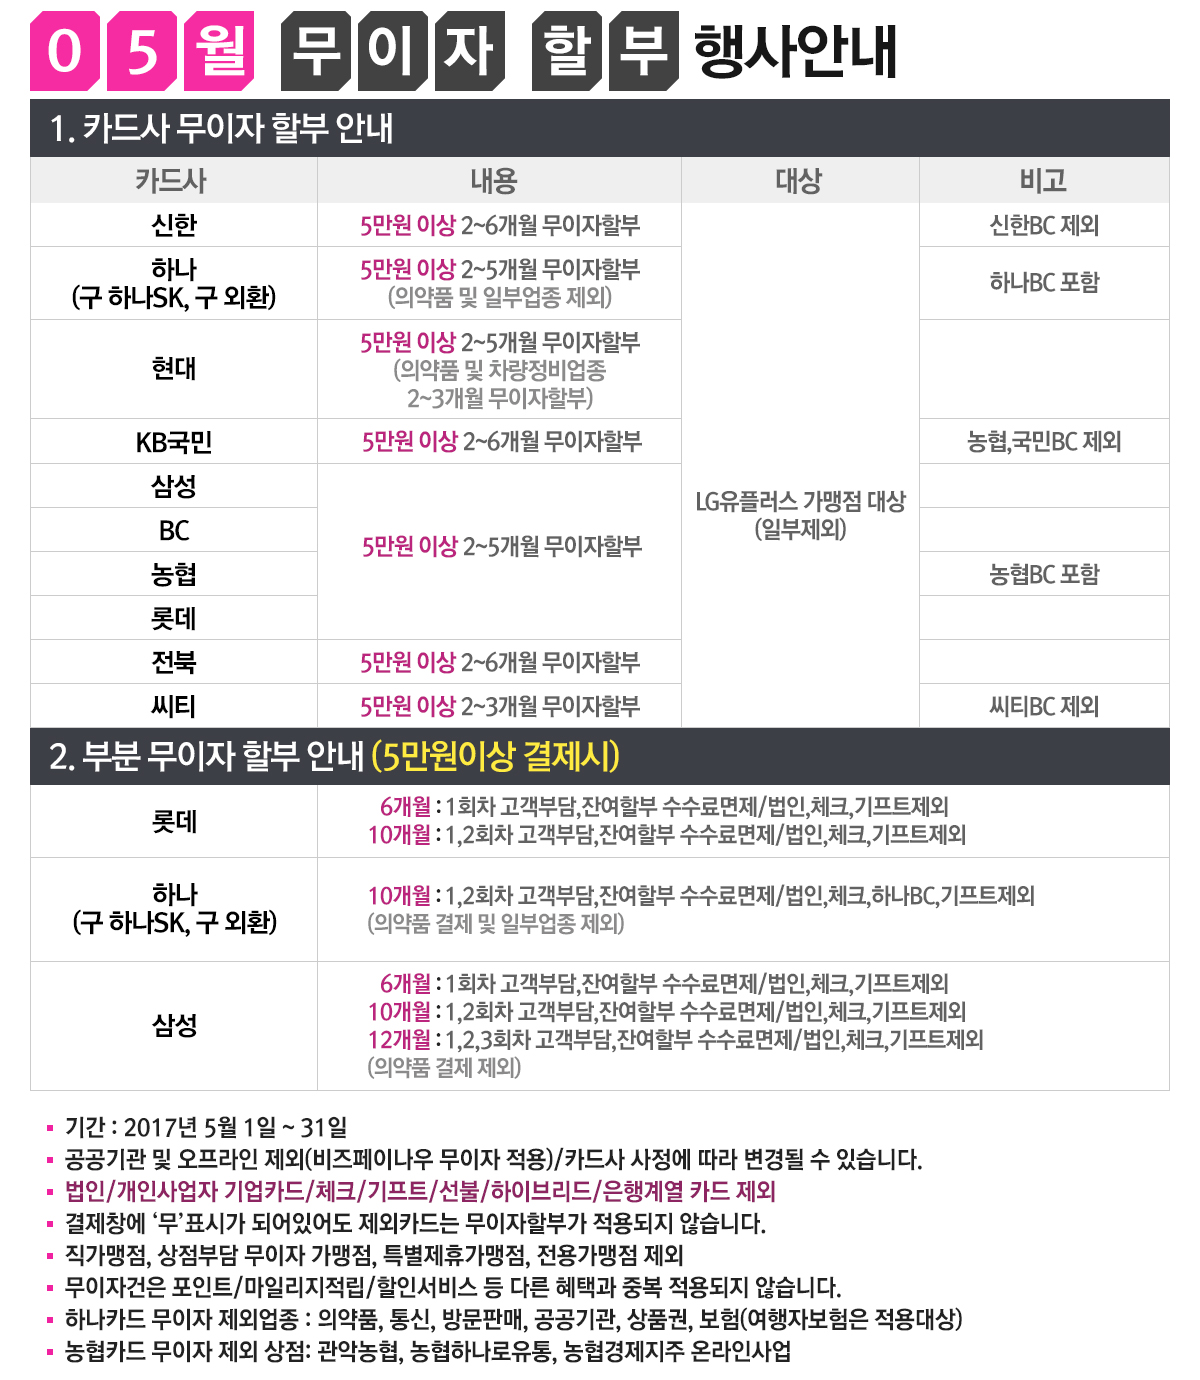 05월 무이자 할부 행사안내
1. 카드사 무이자 할부 안내
카드사 내용 대상 비고
신한 5만원 이상 2~6개월 무이자할부 신한BC 제외
하나
(구 하나SK, 구 외환)
5만원 이상 2~5개월 무이자할부
(의약품 및 일부업종 제외)
하나BC 포함
현대
5만원 이상 2~5개월 무이자할부
(의약품 및 차량정비업종
2~3개월 무이자할부)
KB국민 5만원 이상 2~6개월 무이자할부 농협,국민BC 제외
삼성
BC
농협
롯데
5만원 이상 2~5개월 무이자할부
LG유플러스 가맹점 대상
(일부제외)
농협BC 포함
전북 5만원 이상 2~6개월 무이자할부
씨티 5만원 이상 2~3개월 무이자할부 씨티BC 제외
2. 부분 무이자 할부 안내 (5만원이상 결제시)
롯데
6개월 : 1회차 고객부담,잔여할부 수수료면제/법인,체크,기프트제외
10개월 : 1,2회차 고객부담,잔여할부 수수료면제/법인,체크,기프트제외
하나
(구 하나SK, 구 외환)
10개월 : 1,2회차 고객부담,잔여할부 수수료면제/법인,체크,하나BC,기프트제외
(의약품 결제 및 일부업종 제외)
삼성
6개월 : 1회차 고객부담,잔여할부 수수료면제/법인,체크,기프트제외
10개월 : 1,2회차 고객부담,잔여할부 수수료면제/법인,체크,기프트제외
12개월 : 1,2,3회차 고객부담,잔여할부 수수료면제/법인,체크,기프트제외
(의약품 결제 제외)
기간 : 2017년 5월 1일 ~ 31일
공공기관 및 오프라인 제외(비즈페이나우 무이자 적용)/카드사 사정에 따라 변경될 수 있습니다.
법인/개인사업자 기업카드/체크/기프트/선불/하이브리드/은행계열 카드 제외
결제창에 ‘무’표시가 되어있어도 제외카드는 무이자할부가 적용되지 않습니다.
직가맹점, 상점부담 무이자 가맹점, 특별제휴가맹점, 전용가맹점 제외
무이자건은 포인트/마일리지적립/할인서비스 등 다른 혜택과 중복 적용되지 않습니다.
하나카드 무이자 제외업종 : 의약품, 통신, 방문판매, 공공기관, 상품권, 보험(여행자보험은 적용대상)
농협카드 무이자 제외 상점: 관악농협, 농협하나로유통, 농협경제지주 온라인사업